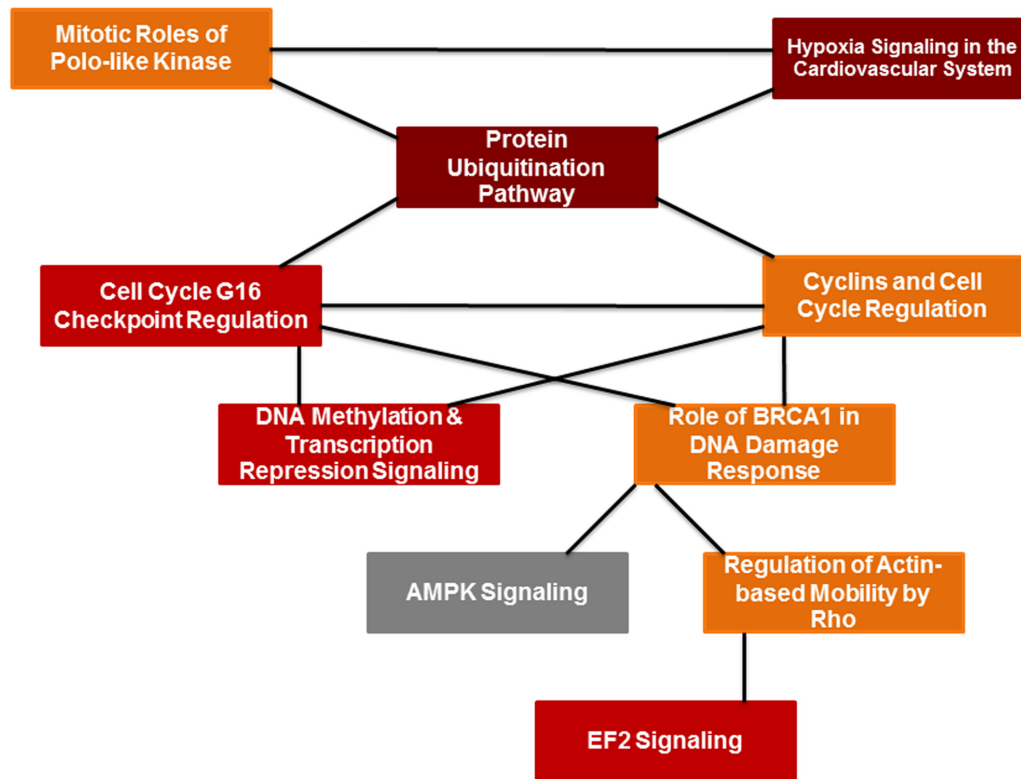 Mitotic Roles of
Polo-like Kinase
Hypoxia Signaling in the
Cardiovascular System
Protein
Ubiquitination
Pathway
Cell Cycle G16
Checkpoint Regulation
Cyclins and Cell
Cycle Regulation
DNA Methylation &
Transcription
Repression Signaling
Role of BRCA1 in
DNA Damage
Response
AMPK Signaling
Regulation of Actin-
based Mobility by
Rho
EF2 Signaling